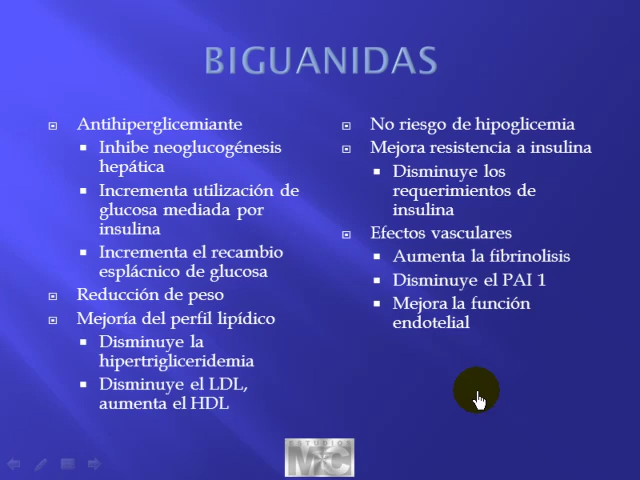 BIGUANIDAS
Antihiperglicemiante
Inhibe neoglucogénesis
hepática
Incrementa utilización de
glucosa mediada por
insulina
Incrementa el recambio
esplácnico de glucosa
Reducción de peso
Mejoría del perfil lipídico
Disminuye la
hipertrigliceridemia
Disminuye el LDL,
aumenta el HDL
No riesgo de hipoglicemia
Mejora resistencia a insulina
Disminuye los
requerimientos de
insulina
Efectos vasculares
Aumenta la fibrinolisis
Disminuye el PAI 1
Mejora la función
endotelial
ESTUDIOS
MC